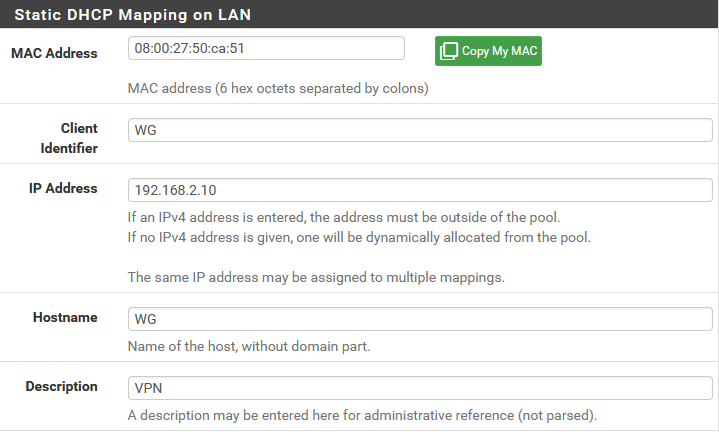 Static DHCP Mapping on LAN
MAC Address
08:00:27:50:ca:51
Copy My MAC
MAC address (6 hex octets separated by colons)
Client
Identifier
WG
IP Address
192.168.2.10
If an IPv4 address is entered, the address must be outside of the pool.
If no IPv4 address is given, one will be dynamically allocated from the pool.
The same IP address may be assigned to multiple mappings.
Hostname
WG
Name of the host, without domain part.
Description
VPN
A description may be entered here for administrative reference (not parsed).